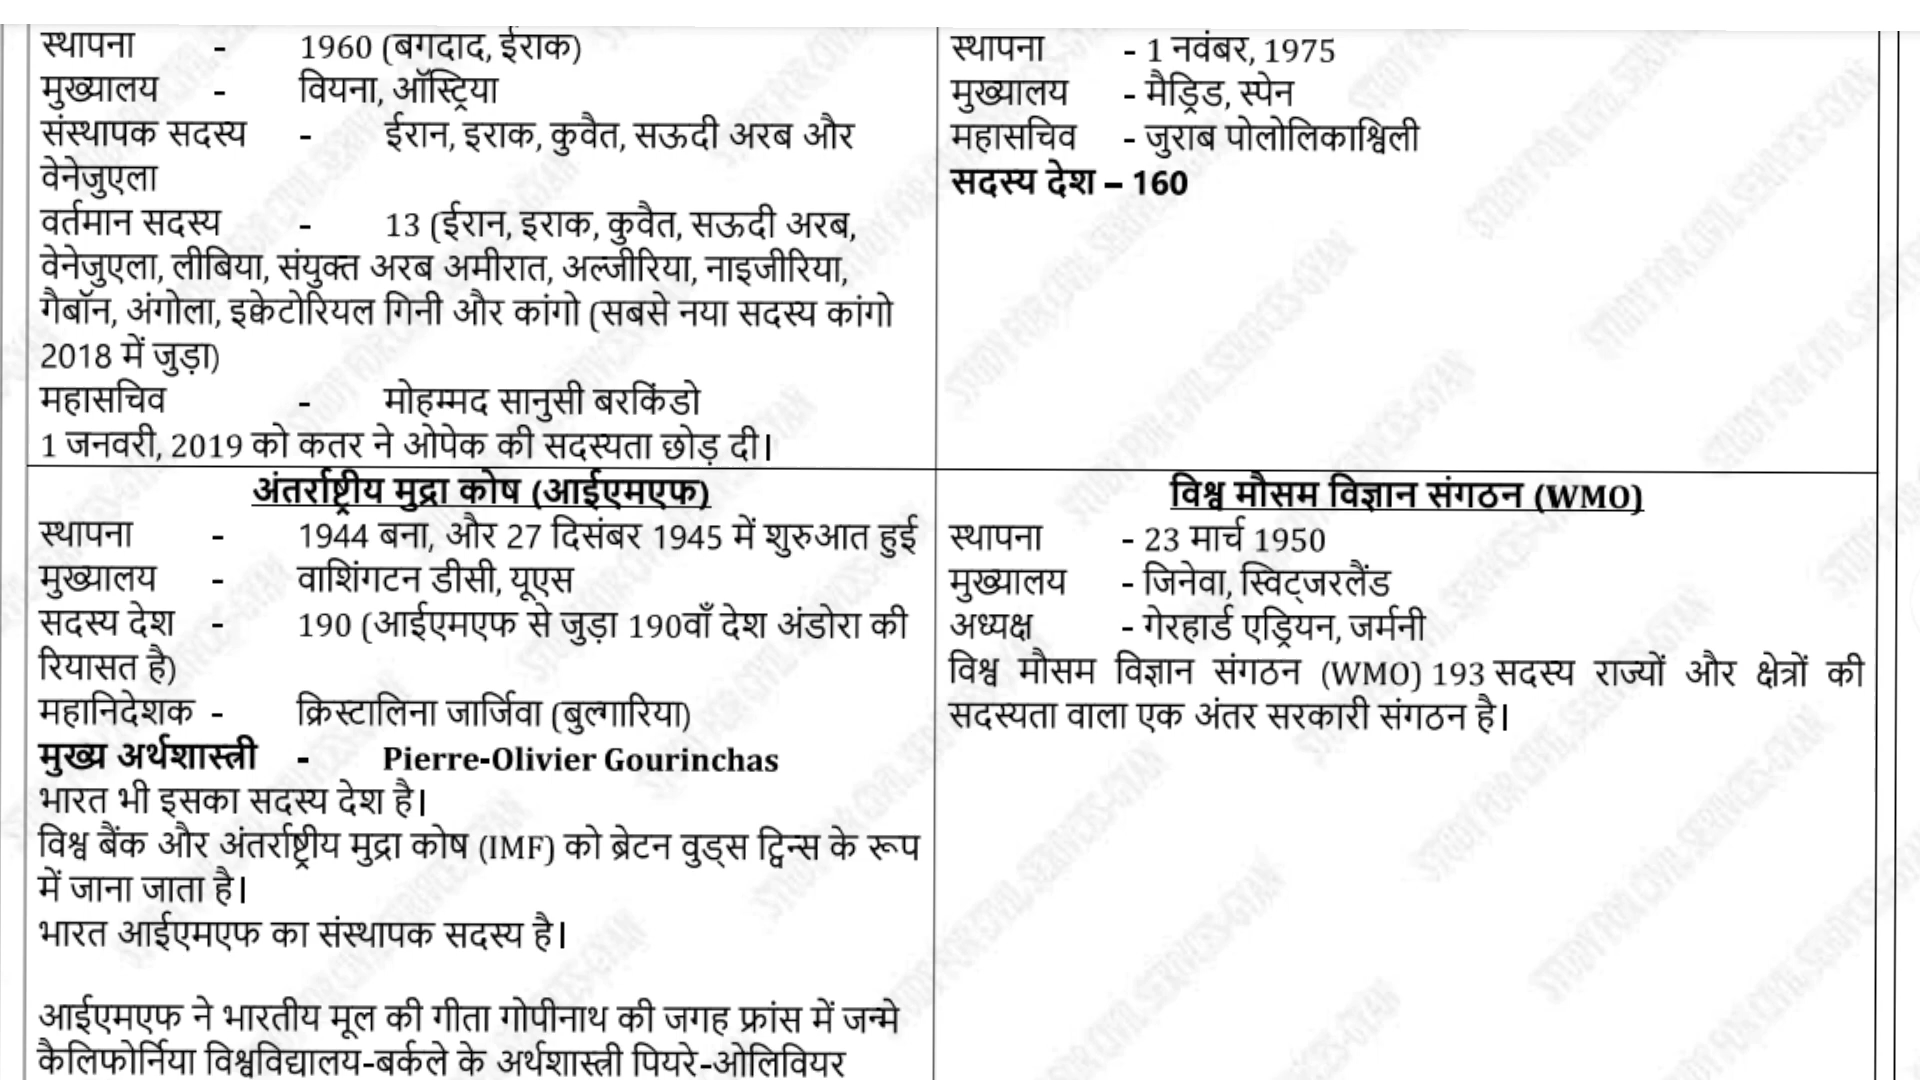 स्थापना - 1960 (बगदाद, ईराक)
मुख्यालय - वियना, ऑस्ट्रिया
संस्थापक सदस्य - ईरान, इराक, कुवैत, सऊदी अरब और
वेनेजुएला
वर्तमान सदस्य - 13 (ईरान, इराक, कुवैत, सऊदी अरब,
वेनेजुएला, लीबिया, संयुक्त अरब अमीरात, अल्जीरिया, नाइजीरिया,
गैबॉन, अंगोला, इक्वेटोरियल गिनी और कांगो (सबसे नया सदस्य कांगो
2018 में जुड़ा)
महासचिव - मोहम्मद सानुसी बरकिंडो
1 जनवरी, 2019 को कतर ने ओपेक की सदस्यता छोड़ दी।
स्थापना - 1 नवंबर, 1975
मुख्यालय - मैड्रिड, स्पेन
महासचिव - जुराब पोलोलिकाश्विली
सदस्य देश – 160
अंतर्राष्ट्रीय मुद्रा कोष (आईएमएफ)
स्थापना - 1944 बना, और 27 दिसंबर 1945 में शुरुआत हुई
मुख्यालय - वाशिंगटन डीसी, यूएस
सदस्य देश - 190 (आईएमएफ से जुड़ा 190वाँ देश अंडोरा की
रियासत है)
महानिदेशक - क्रिस्टालिना जार्जिवा (बुल्गारिया)
मुख्य अर्थशास्त्री - Pierre-Olivier Gourinchas
भारत भी इसका सदस्य देश है।
विश्व बैंक और अंतर्राष्ट्रीय मुद्रा कोष (IMF) को ब्रेटन वुड्स ट्विन्स के रूप
में जाना जाता है।
भारत आईएमएफ का संस्थापक सदस्य है।
आईएमएफ ने भारतीय मूल की गीता गोपीनाथ की जगह फ्रांस में जन्मे
कैलिफोर्निया विश्वविद्यालय-बर्कले के अर्थशास्त्री पियरे-ओलिवियर
विश्व मौसम विज्ञान संगठन (WMO)
स्थापना - 23 मार्च 1950
मुख्यालय - जिनेवा, स्विट्जरलैंड
अध्यक्ष - गेरहार्ड एड्रियन, जर्मनी
विश्व मौसम विज्ञान संगठन (WMO) 193 सदस्य राज्यों और क्षेत्रों की
सदस्यता वाला एक अंतर सरकारी संगठन है।
STUDY FOR CIVIL SERVICES-GYAN